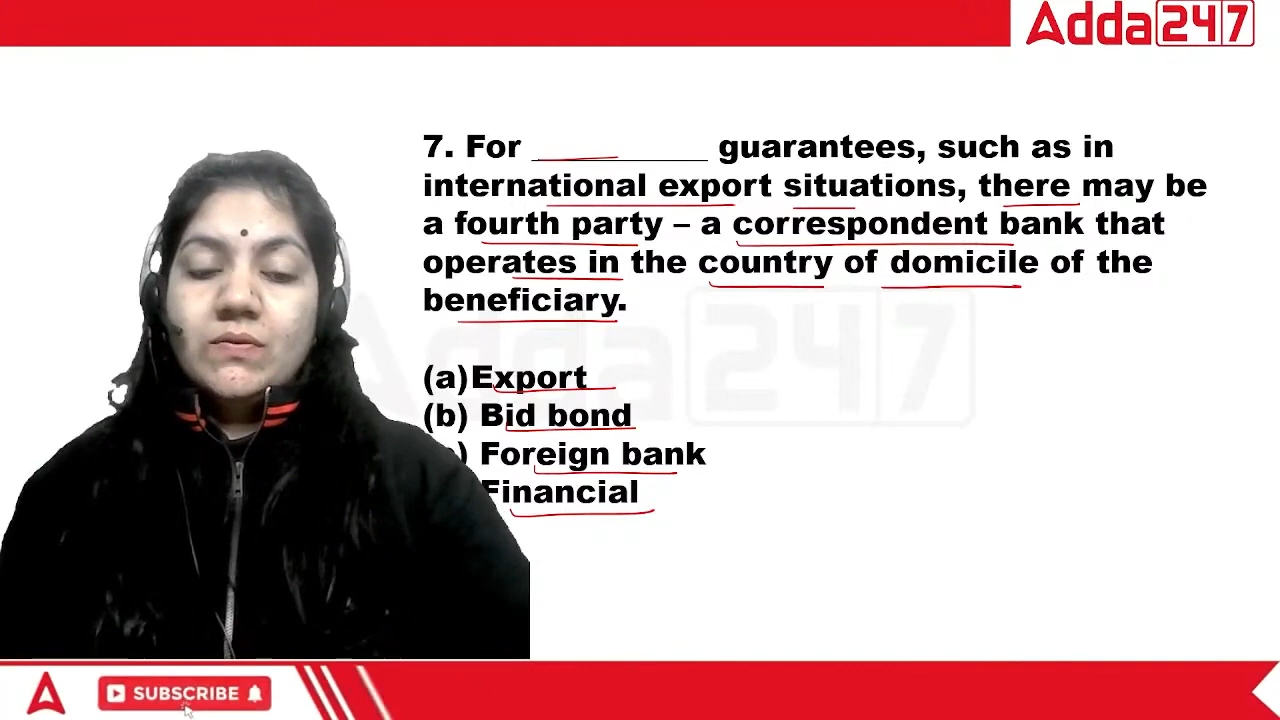 Adda247
7. For __________ guarantees, such as in
international export situations, there may be
a fourth party – a correspondent bank that
operates in the country of domicile of the
beneficiary.
(a)Export
(b) Bid bond
) Foreign bank
Financial
SUBSCRIBE